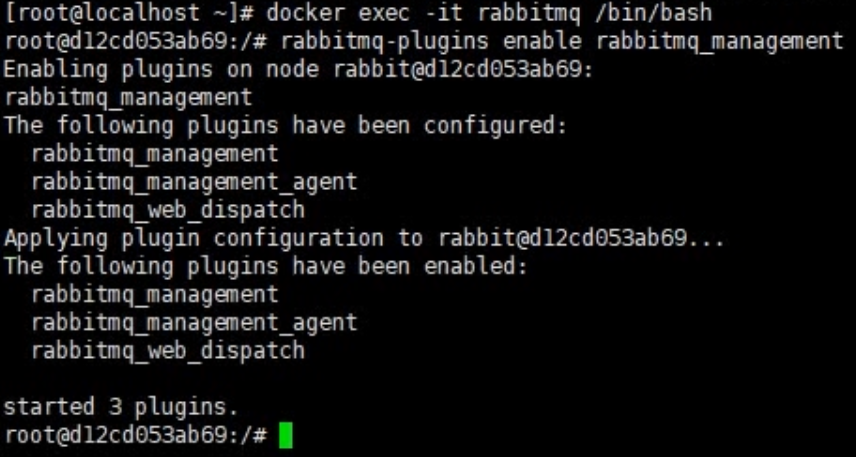 [root@localhost ~]# docker exec -it rabbitmq /bin/bash
root@d12cd053ab69:/# rabbitmq-plugins enable rabbitmq_management
Enabling plugins on node rabbit@d12cd053ab69:
rabbitmq_management
The following plugins have been configured:
  rabbitmq_management
  rabbitmq_management_agent
  rabbitmq_web_dispatch
Applying plugin configuration to rabbit@d12cd053ab69...
The following plugins have been enabled:
  rabbitmq_management
  rabbitmq_management_agent
  rabbitmq_web_dispatch

started 3 plugins.
root@d12cd053ab69:/#